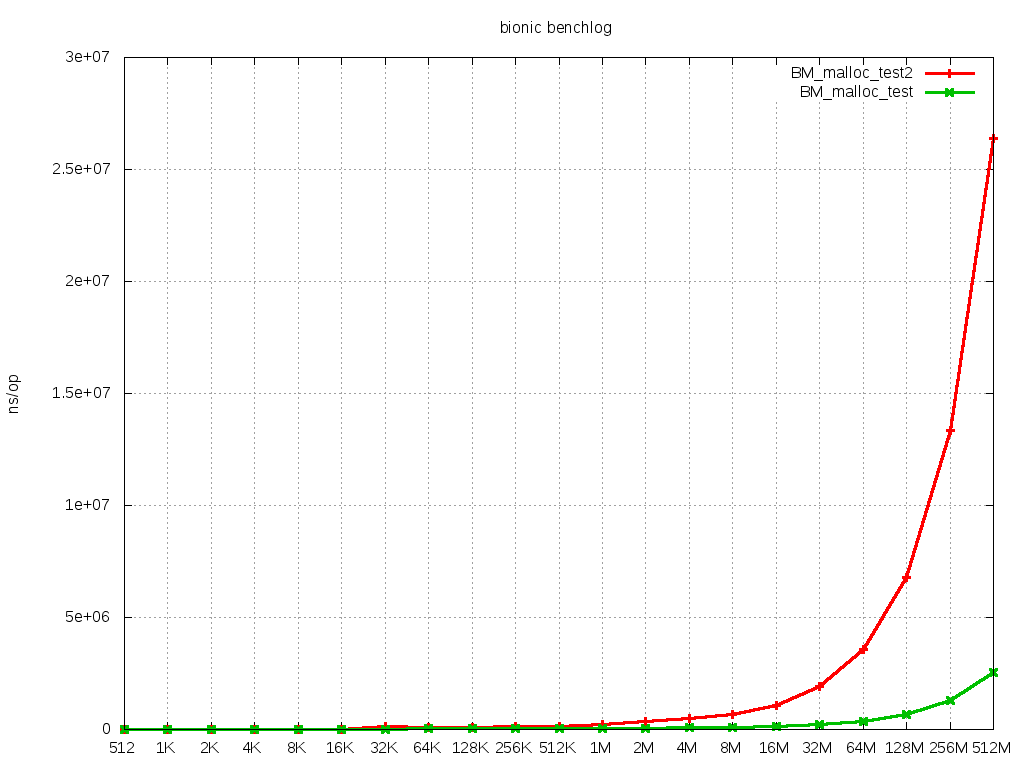 bionic benchlog
3e+07
BM_malloc_test2
BM_malloc_test
2.5e+07
2e+07
1.5e+07
ns/op
1e+07
5e+06
0
512 1K 2K 4K 8K 16K 32K 64K 128K 256K 512K 1M 2M 4M 8M 16M 32M 64M 128M 256M 512M